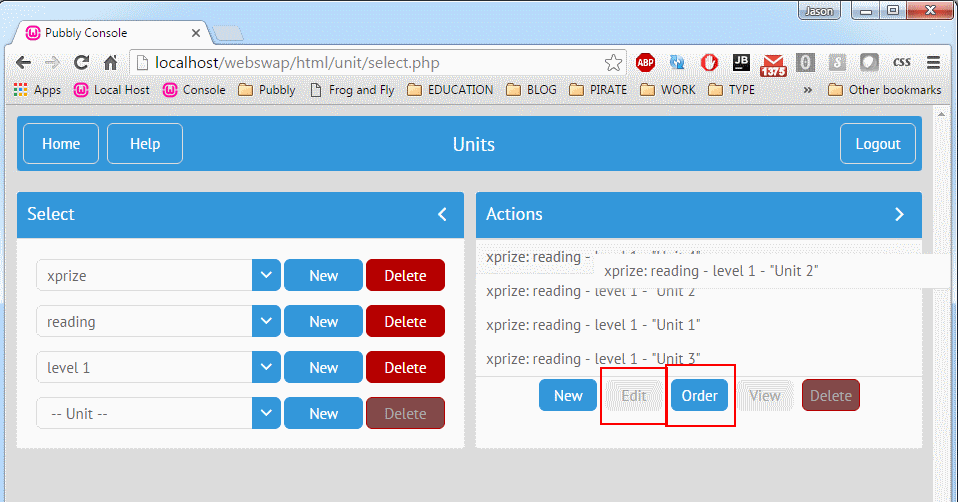 Jason
Pubbly Console
localhost/webswap/html/unit/select.php
ABP
JB
1375
css
Apps Local Host Console Pubbly Frog and Fly EDUCATION BLOG PIRATE WORK TYPE » Other bookmarks
Home Help Units Logout
Select
xprize New Delete
reading New Delete
level 1 New Delete
-- Unit -- New Delete
Actions
xprize: reading - level 1 - "Unit 4"
xprize: reading - level 1 - "Unit 2"
xprize: reading - level 1 - "Unit 2"
xprize: reading - level 1 - "Unit 1"
xprize: reading - level 1 - "Unit 3"
New Edit Order View Delete